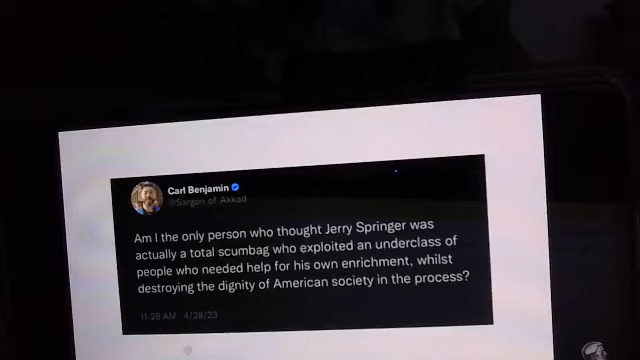 Carl Benjamin
@Sargon_of_Akkad
Am I the only person who thought Jerry Springer was
actually a total scumbag who exploited an underclass of
people who needed help for his own enrichment, whilst
destroying the dignity of American society in the process?
11:28 AM 4/28/23